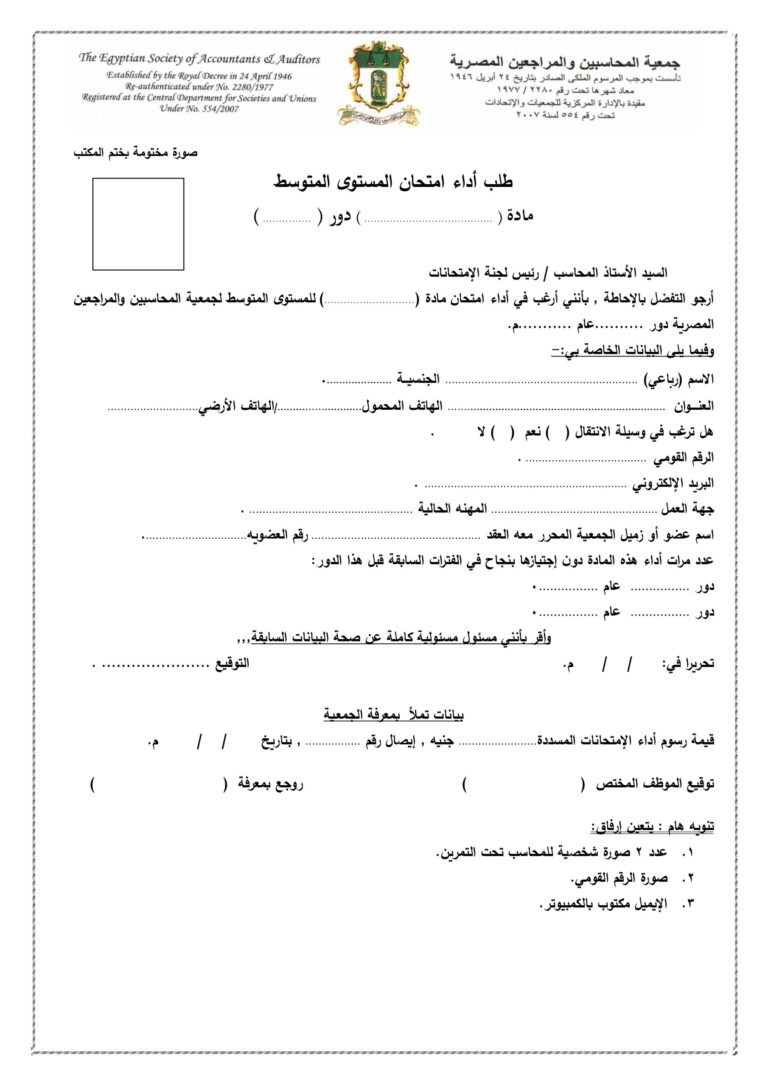 The Egyptian Society of Accountants & Auditors
Established by the Royal Decree in 24 April 1946
Re-authenticated under No. 2280/1977
Registered at the Central Department for Societies and Unions
Under No. 554/2007
جمعية المحاسبين والمراجعين المصرية
تأسست بموجب المرسوم الملكى الصادر بتاريخ ٢٤ أبريل ١٩٤٦
معاد شهرها تحت رقم ٢٢٨٠ / ١٩٧٧
مقيدة بالإدارة المركزية للجمعيات والإتحادات
تحت رقم ٥٥٤ لسنة ٢٠٠٧
صورة مختومة بختم المكتب
طلب أداء امتحان المستوى المتوسط
مادة ( ...................................... ) دور ( .............. )
السيد الأستاذ المحاسب / رئيس لجنة الإمتحانات
أرجو التفضل بالإحاطة , بأنني أرغب في أداء امتحان مادة (...........................) للمستوى المتوسط لجمعية المحاسبين والمراجعين
المصرية دور ..........عام ...........م.
وفيما يلى البيانات الخاصة بي:-
الاسم (رباعي) ........................................................... الجنسيـة .................... .
العنـــوان ................................................................. الهاتف المحمول........................../الهاتف الأرضي...........................
هل ترغب في وسيلة الانتقال (   ) نعم (   ) لا .
الرقم القومي .................................... .
البريد الإلكتروني ............................................................ .
جهة العمل .................................................. المهنه الحالية ................................................. .
اسم عضو أو زميل الجمعية المحرر معه العقد .................................................. رقم العضويه.............................. .
عدد مرات أداء هذه المادة دون إجتيازها بنجاح في الفترات السابقة قبل هذا الدور:
دور ................ عام ................ .
دور ................ عام ................ .
وأقر بأنني مسئول مسئولية كاملة عن صحة البيانات السابقة,,,
تحريرا في:    /    /    م.    التوقيع ...................... .
بيانات تملأ بمعرفة الجمعية
قيمة رسوم أداء الإمتحانات المسددة....................... جنيه , إيصال رقم ................ , بتاريخ    /    /    م.
توقيع الموظف المختص (                    ) روجع بمعرفة (                    )
تنويه هام : يتعين إرفاق:
١. عدد ٢ صورة شخصية للمحاسب تحت التمرين.
٢. صورة الرقم القومي.
٣. الإيميل مكتوب بالكمبيوتر.